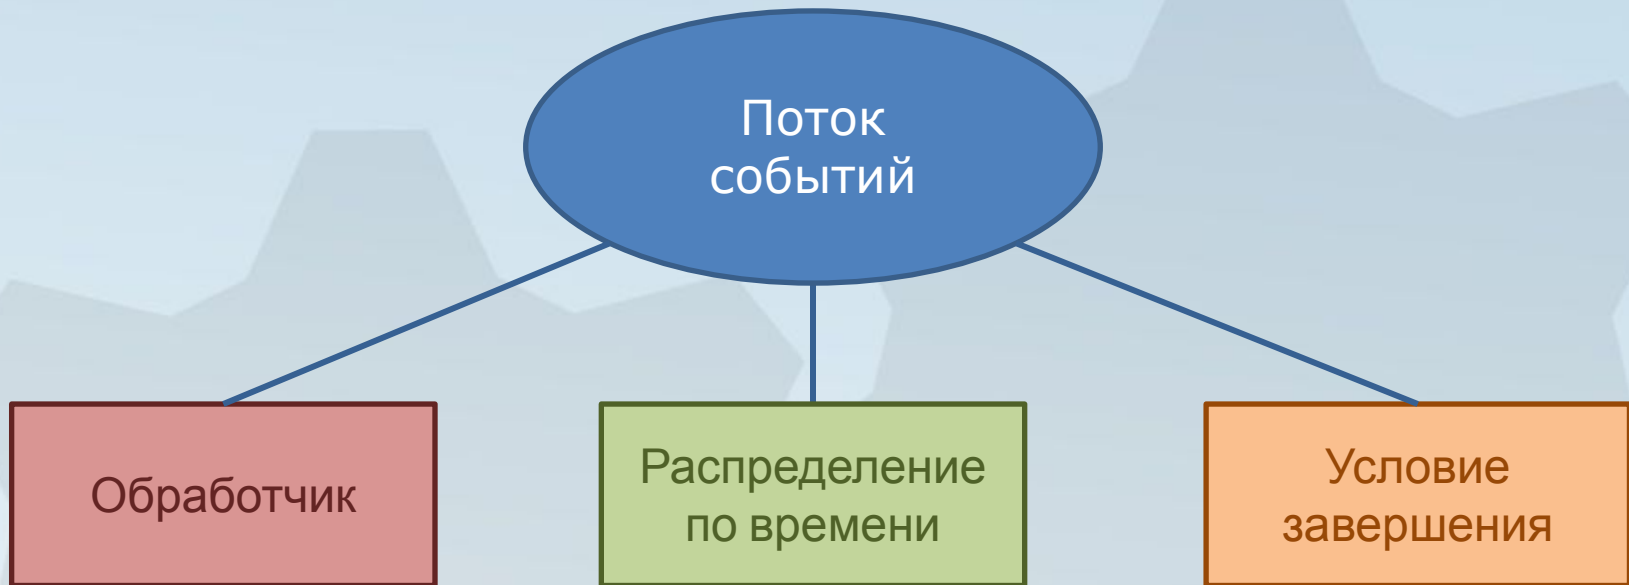 Поток
событий
Обработчик
Распределение
по времени
Условие
завершения